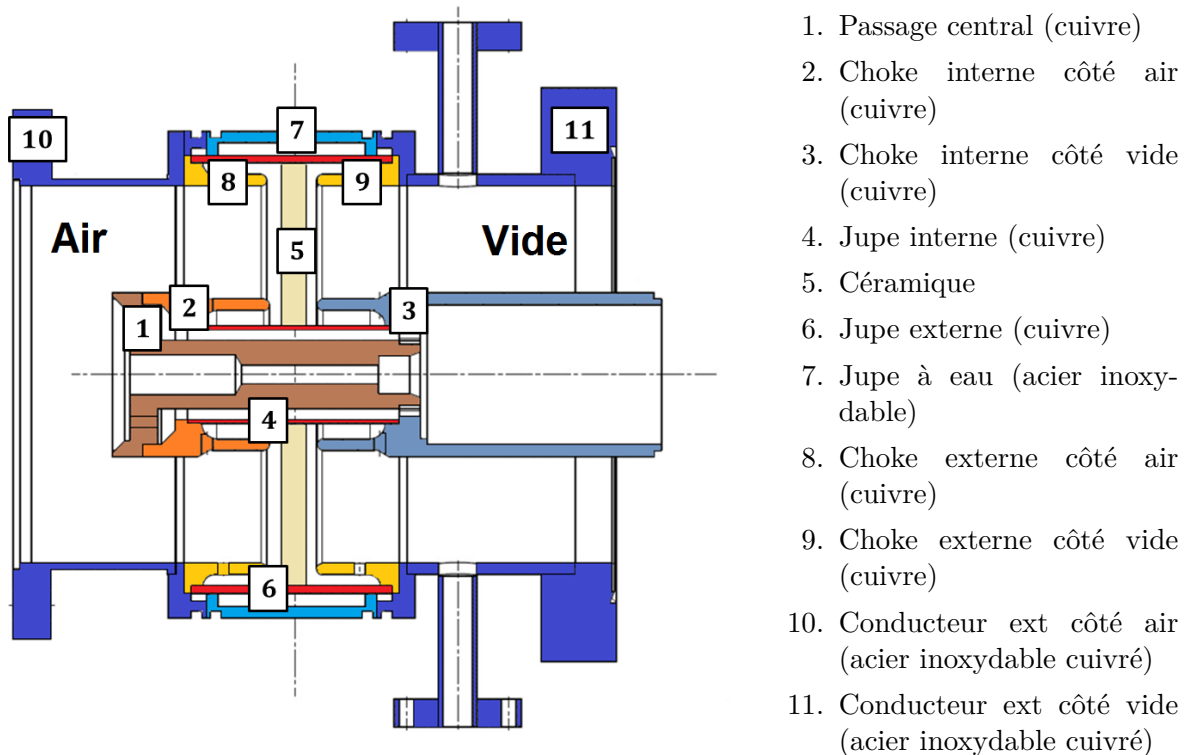 10
7
11
8
9
Air
Vide
5
2
3
1
4
6
1. Passage central (cuivre)
2. Choke interne côté air
(cuivre)
3. Choke interne côté vide
(cuivre)
4. Jupe interne (cuivre)
5. Céramique
6. Jupe externe (cuivre)
7. Jupe à eau (acier inoxy-
dable)
8. Choke externe côté air
(cuivre)
9. Choke externe côté vide
(cuivre)
10. Conducteur ext côté air
(acier inoxydable cuivré)
11. Conducteur ext côté vide
(acier inoxydable cuivré)